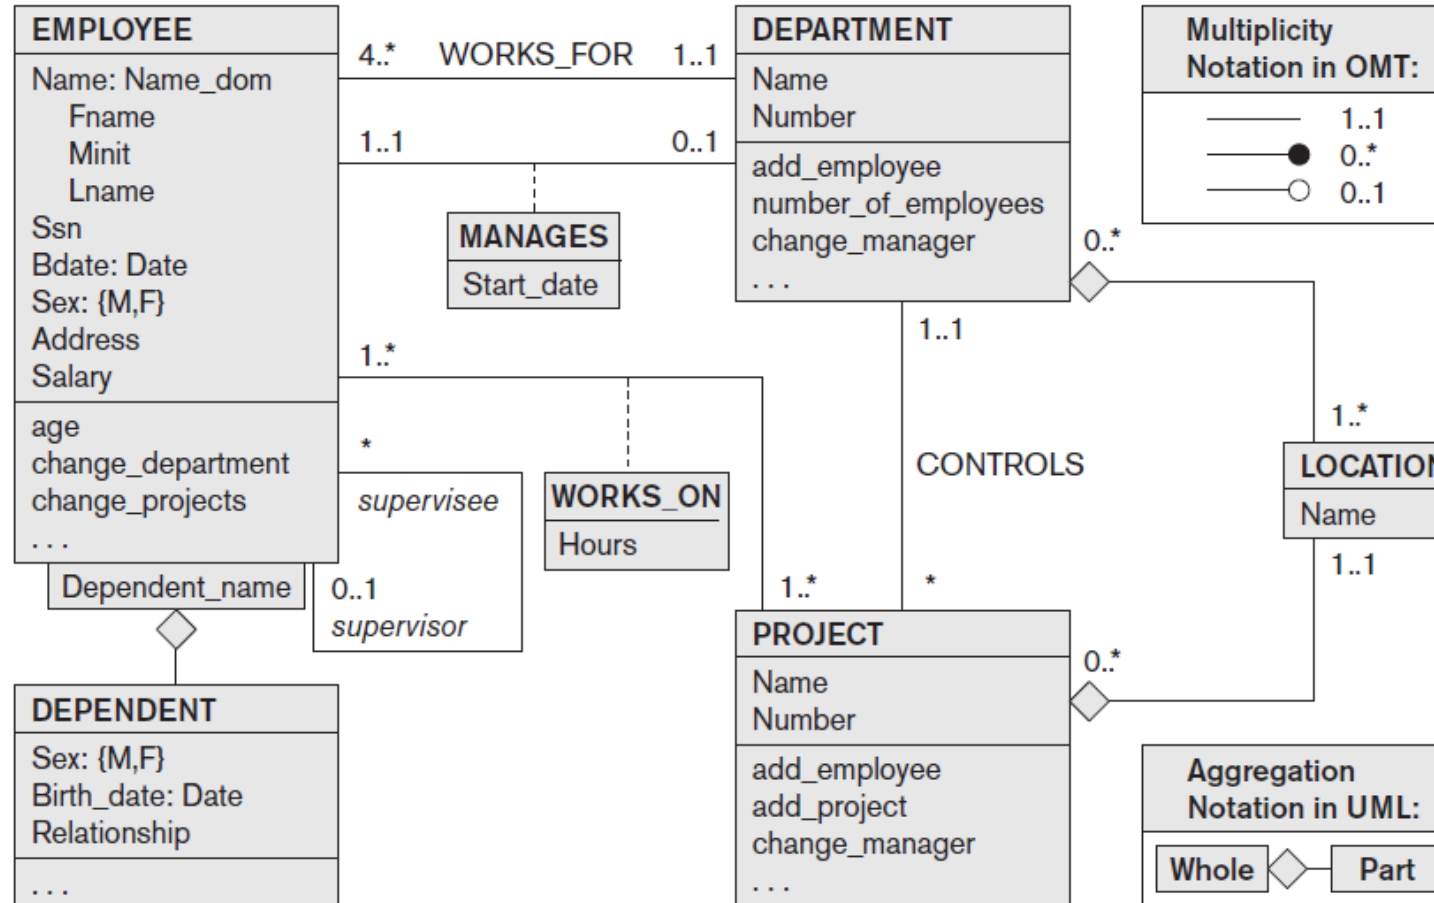 EMPLOYEE
Name: Name_dom
Fname
Minit
Lname
Ssn
Bdate: Date
Sex: {M,F}
Address
Salary
age
change_department
change_projects
. . .
Dependent_name
4..*
WORKS_FOR
1..1
1..1
0..1
MANAGES
Start_date
1..*
*
supervisee
0..1
supervisor
WORKS_ON
Hours
1..*
DEPARTMENT
Name
Number
add_employee
number_of_employees
change_manager
. . .
0..*
1..1
CONTROLS
*
1..*
LOCATION
Name
1..1
0..*
PROJECT
Name
Number
add_employee
add_project
change_manager
. . .
DEPENDENT
Sex: {M,F}
Birth_date: Date
Relationship
. . .
Multiplicity
Notation in OMT:
1..1
0..*
0..1
Aggregation
Notation in UML:
Whole
Part